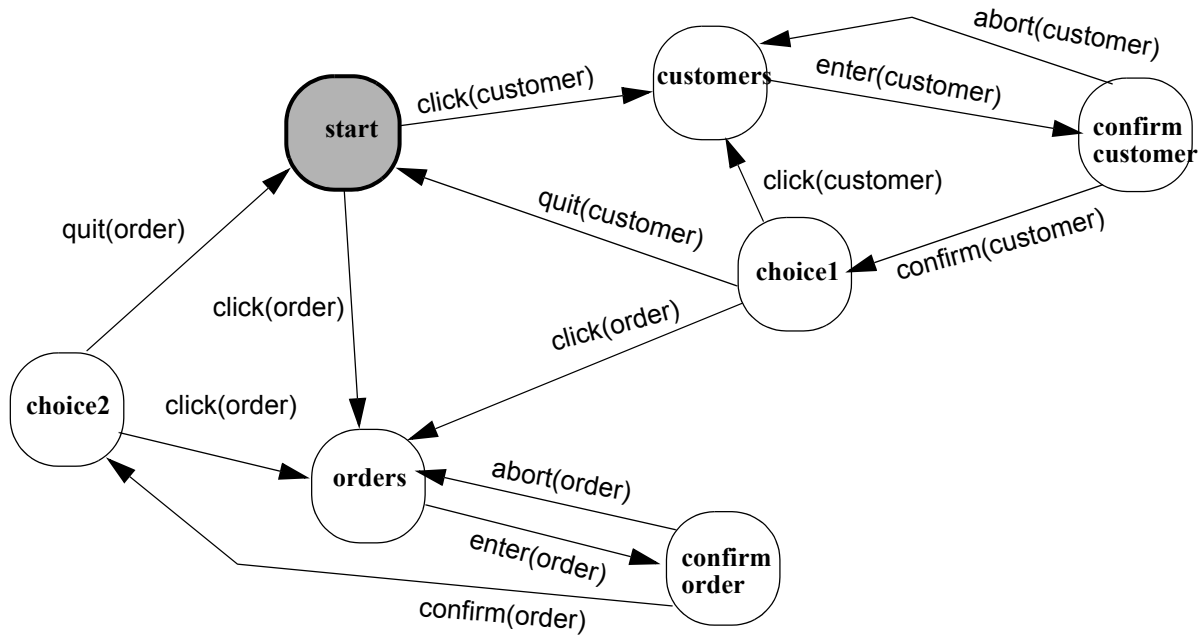 abort(customer)
click(customer)
customers
enter(customer)
start
confirm
customer
click(customer)
quit(customer)
quit(order)
confirm(customer)
choice1
click(order)
click(order)
choice2
click(order)
orders
abort(order)
enter(order)
confirm
order
confirm(order)